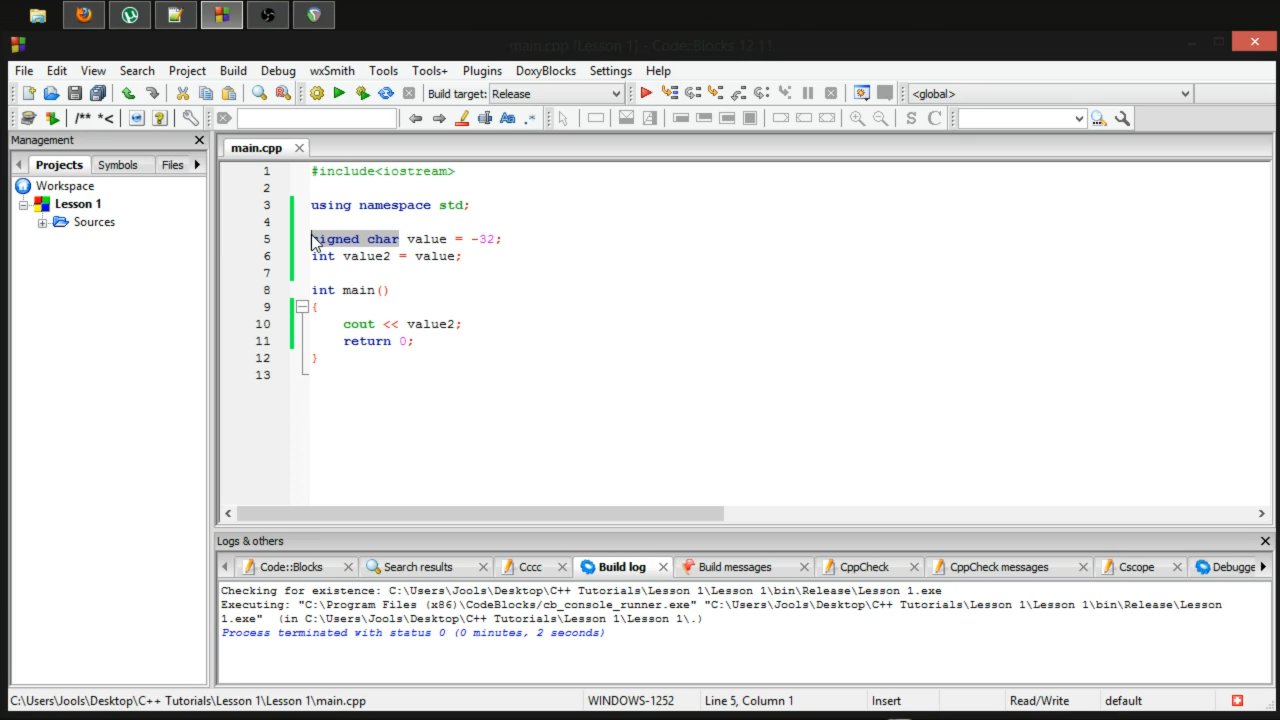 main.cpp [Lesson 1] - Code::Blocks 12.11
File Edit View Search Project Build Debug wxSmith Tools Tools+ Plugins DoxyBlocks Settings Help
Build target: Release <global>
/** *< Aa .* S C
Management
main.cpp
Projects Symbols Files
Workspace
Lesson 1
Sources
1 #include<iostream>
2
3 using namespace std;
4
5 signed char value = -32;
6 int value2 = value;
7
8 int main()
9 {
10 cout << value2;
11 return 0;
12 }
13
Logs & others
Code::Blocks Search results Cccc Build log Build messages CppCheck CppCheck messages Cscope Debugge
Checking for existence: C:\Users\Jools\Desktop\C++ Tutorials\Lesson 1\Lesson 1\bin\Release\Lesson 1.exe
Executing: "C:\Program Files (x86)\CodeBlocks/cb_console_runner.exe" "C:\Users\Jools\Desktop\C++ Tutorials\Lesson 1\Lesson 1\bin\Release\Lesson
1.exe" (in C:\Users\Jools\Desktop\C++ Tutorials\Lesson 1\Lesson 1\.)
Process terminated with status 0 (0 minutes, 2 seconds)
C:\Users\Jools\Desktop\C++ Tutorials\Lesson 1\Lesson 1\main.cpp WINDOWS-1252 Line 5, Column 1 Insert Read/Write default